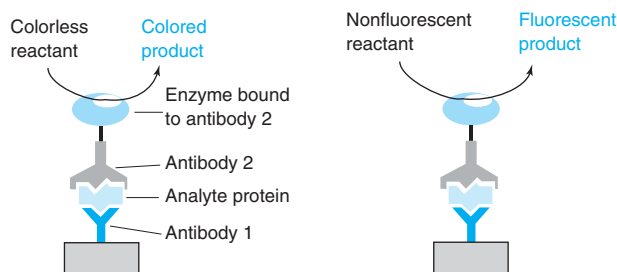 Colorless
reactant
Colored
product
Enzyme bound
to antibody 2
Antibody 2
Analyte protein
Antibody 1
Nonfluorescent
reactant
Fluorescent
product